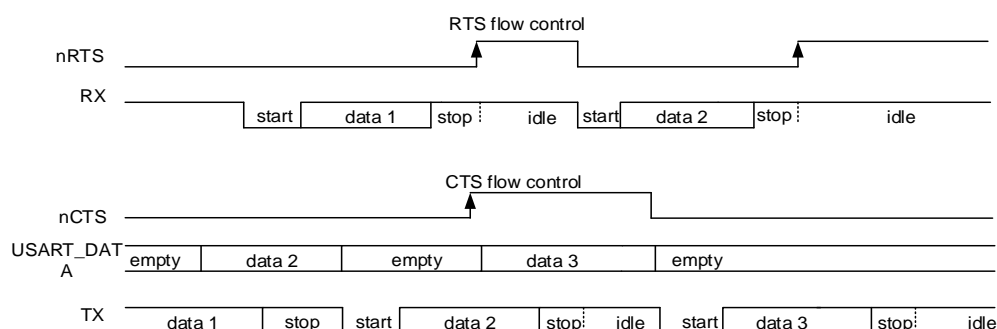 RTS flow control
nRTS
RX start data 1 stop idle start data 2 stop idle
CTS flow control
nCTS
USART_DAT
A
empty data 2 empty data 3 empty
TX data 1 stop start data 2 stop idle start data 3 stop idle